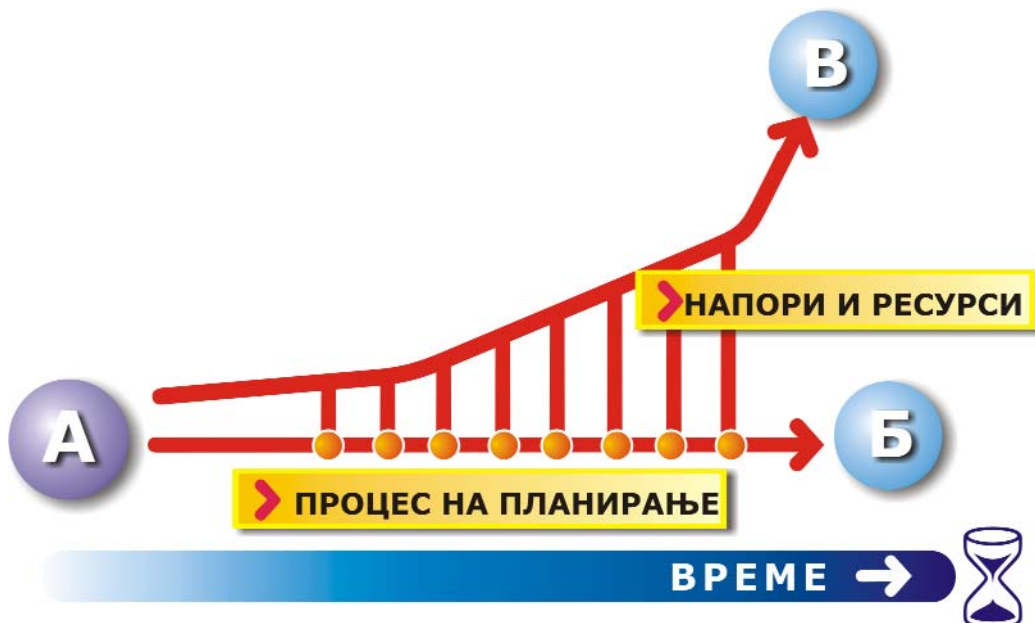 В
НАПОРИ И РЕСУРСИ
А
Б
ПРОЦЕС НА ПЛАНИРАЊЕ
ВРЕМЕ